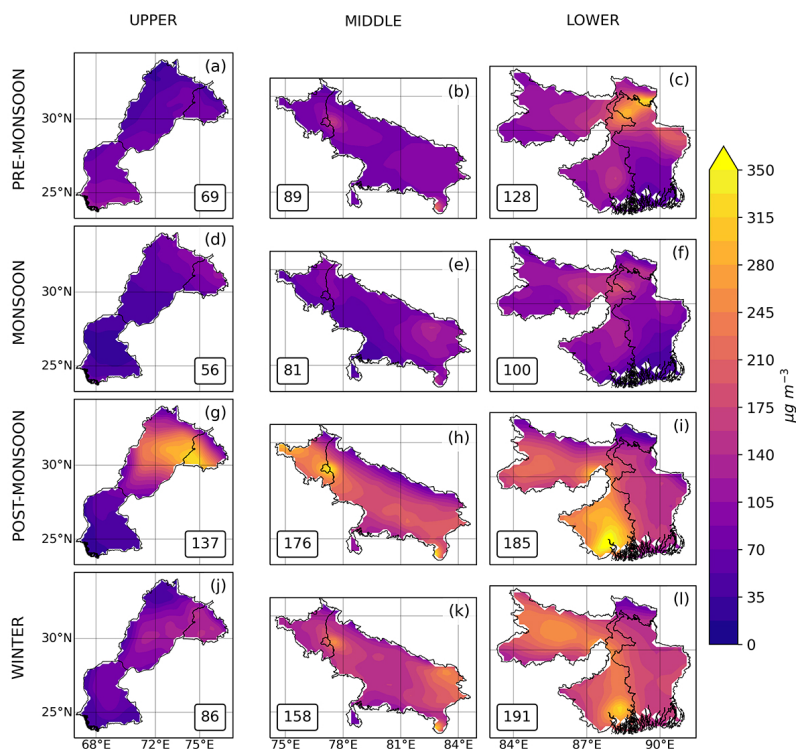 UPPER MIDDLE LOWER
PRE-MONSOON
(a) (b) (c)
30°N
25°N
69 89 128
MONSOON
(d) (e) (f)
30°N
25°N
56 81 100
POST-MONSOON
(g) (h) (i)
30°N
25°N
137 176 185
WINTER
(j) (k) (l)
30°N
25°N
86 158 191
68°E 72°E 75°E 75°E 78°E 81°E 84°E 84°E 87°E 90°E
350
315
280
245
210
175
140
105
70
35
0
μg m⁻³